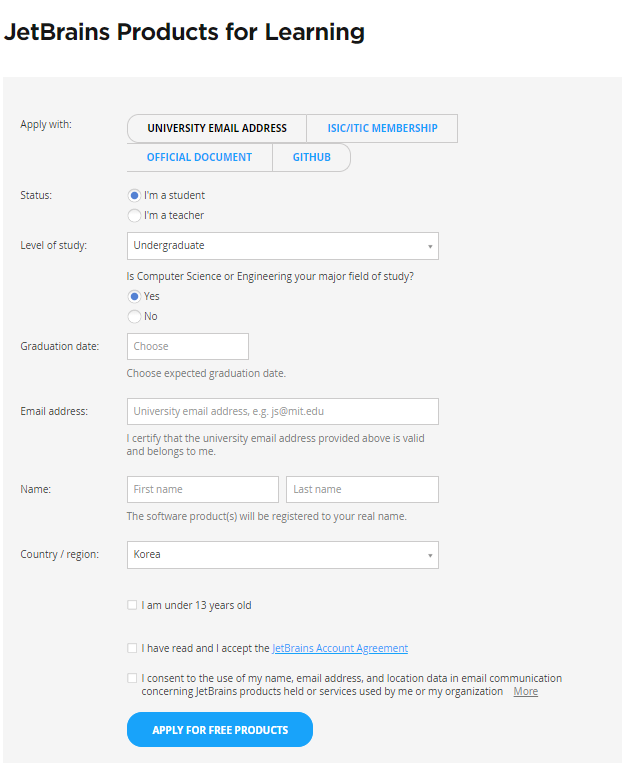 JetBrains Products for Learning
Apply with:
UNIVERSITY EMAIL ADDRESS
ISIC/ITIC MEMBERSHIP
OFFICIAL DOCUMENT
GITHUB
Status:
I'm a student
I'm a teacher
Level of study:
Undergraduate
Is Computer Science or Engineering your major field of study?
Yes
No
Graduation date:
Choose
Choose expected graduation date.
Email address:
University email address, e.g. js@mit.edu
I certify that the university email address provided above is valid
and belongs to me.
Name:
First name
Last name
The software product(s) will be registered to your real name.
Country / region:
Korea
I am under 13 years old
I have read and I accept the JetBrains Account Agreement
I consent to the use of my name, email address, and location data in email communication
concerning JetBrains products held or services used by me or my organization More
APPLY FOR FREE PRODUCTS